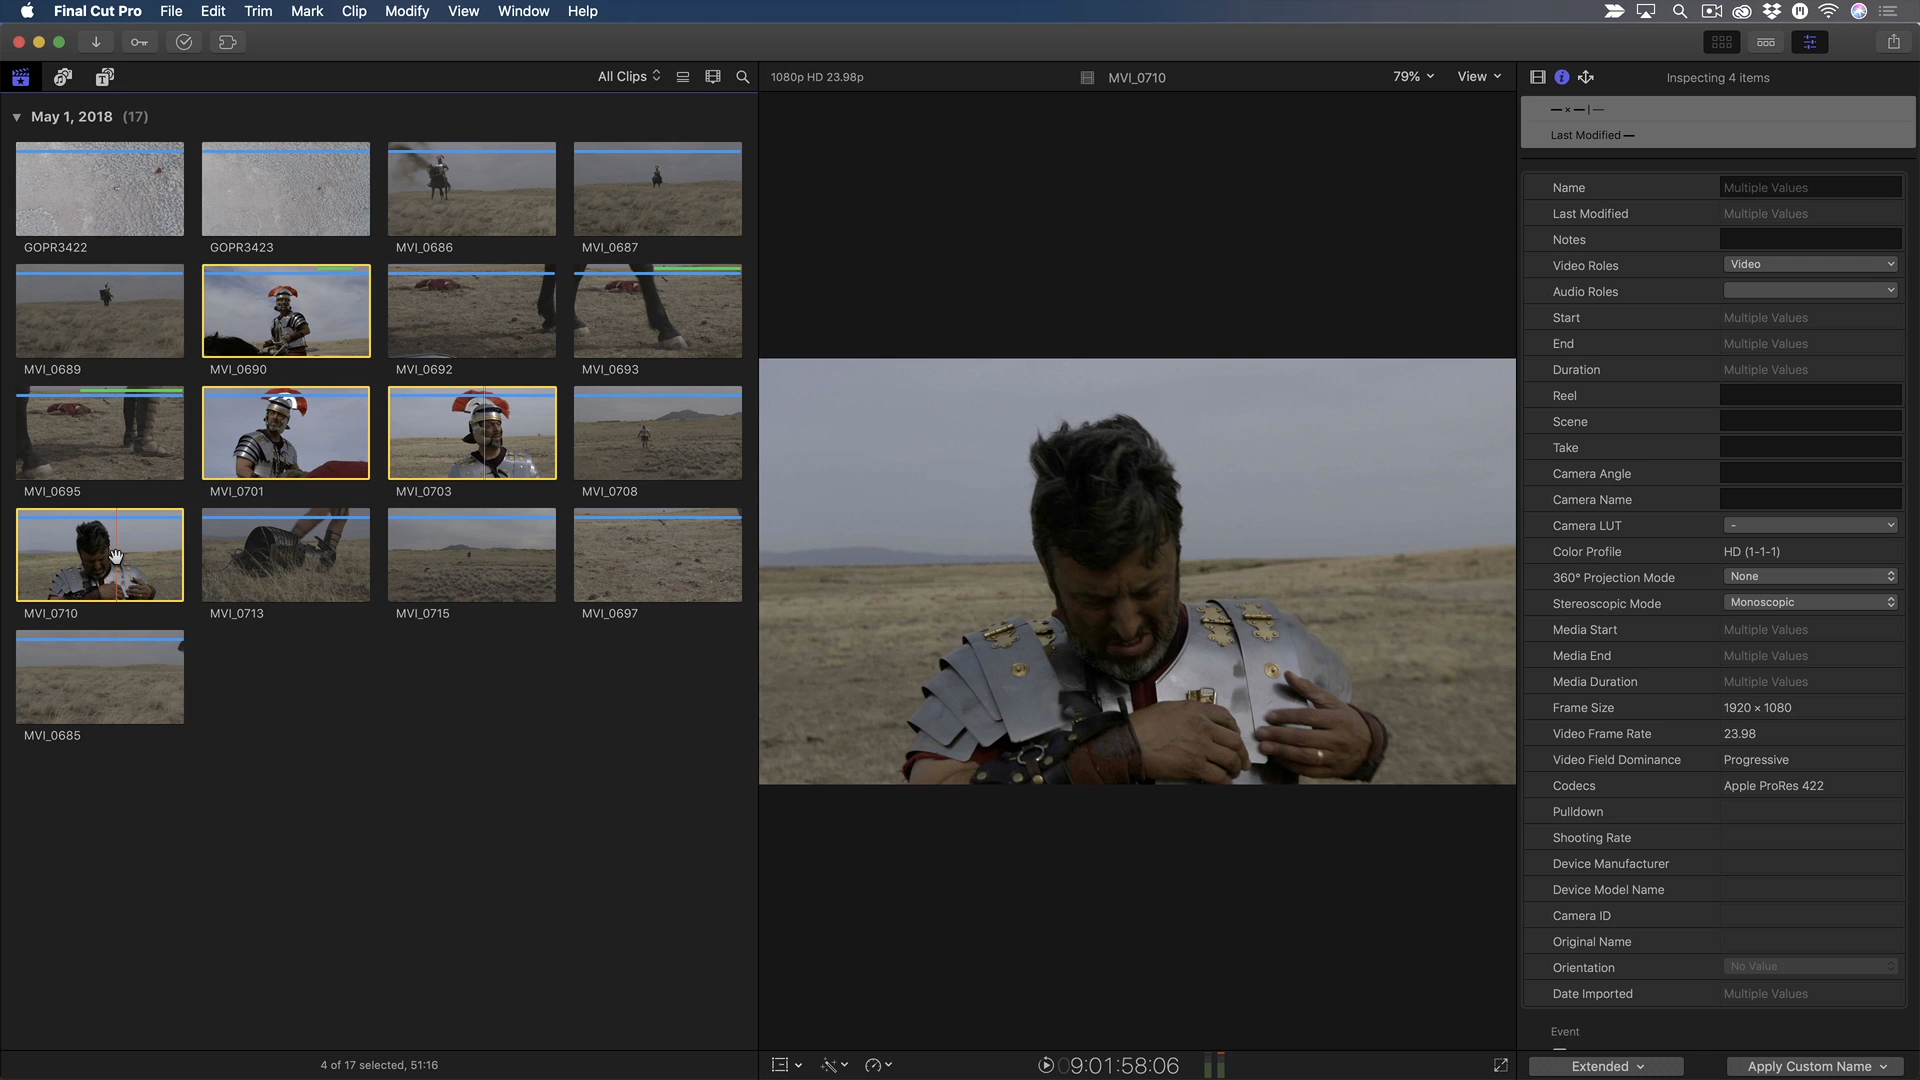 Final Cut Pro File Edit Trim Mark Clip Modify View Window Help
All Clips
1080p HD 23.98p
MVI_0710
79%
View
Inspecting 4 items
May 1, 2018 (17)
— × — | —
Last Modified —
GOPR3422
GOPR3423
MVI_0686
MVI_0687
MVI_0689
MVI_0690
MVI_0692
MVI_0693
MVI_0695
MVI_0701
MVI_0703
MVI_0708
MVI_0710
MVI_0713
MVI_0715
MVI_0697
MVI_0685
Name Multiple Values
Last Modified Multiple Values
Notes
Video Roles Video
Audio Roles
Start Multiple Values
End Multiple Values
Duration Multiple Values
Reel
Scene
Take
Camera Angle
Camera Name
Camera LUT -
Color Profile HD (1-1-1)
360° Projection Mode None
Stereoscopic Mode Monoscopic
Media Start Multiple Values
Media End Multiple Values
Media Duration Multiple Values
Frame Size 1920 × 1080
Video Frame Rate 23.98
Video Field Dominance Progressive
Codecs Apple ProRes 422
Pulldown
Shooting Rate
Device Manufacturer
Device Model Name
Camera ID
Original Name
Orientation No Value
Date Imported Multiple Values
Event
4 of 17 selected, 51:16
09:01:58:06
Extended
Apply Custom Name